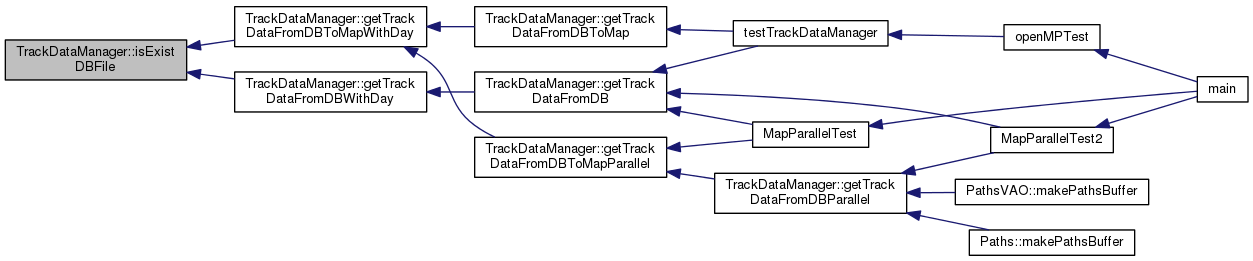 TrackDataManager::isExist
DBFile
TrackDataManager::getTrack
DataFromDBToMapWithDay
TrackDataManager::getTrack
DataFromDBWithDay
TrackDataManager::getTrack
DataFromDBToMap
TrackDataManager::getTrack
DataFromDB
TrackDataManager::getTrack
DataFromDBToMapParallel
testTrackDataManager
MapParallelTest
TrackDataManager::getTrack
DataFromDBParallel
openMPTest
MapParallelTest2
PathsVAO::makePathsBuffer
Paths::makePathsBuffer
main